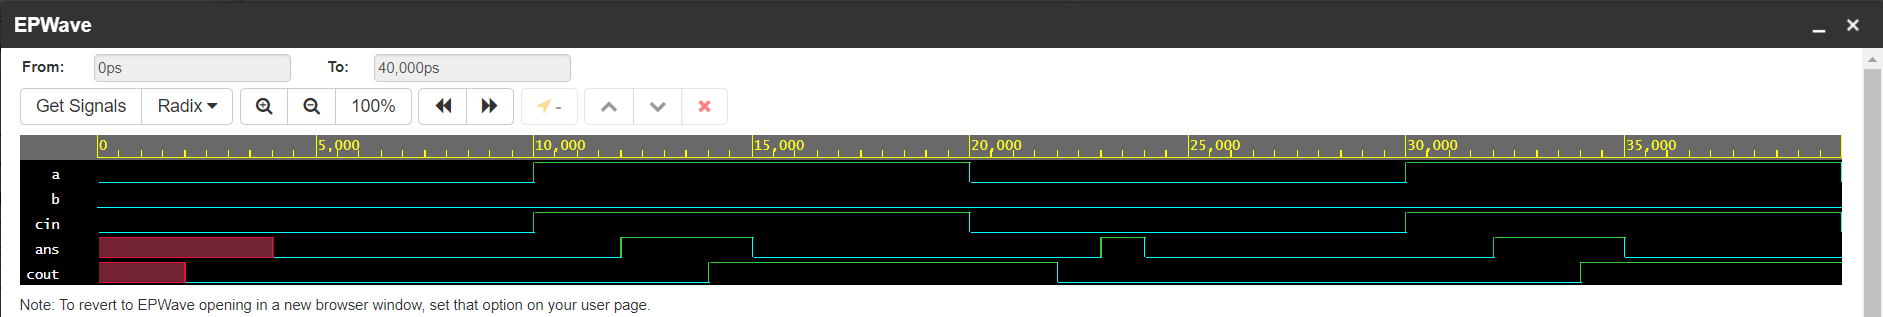 EPWave
From: 0ps To: 40,000ps
Get Signals Radix 100% -
0 5,000 10,000 15,000 20,000 25,000 30,000 35,000
a
b
cin
ans
cout
Note: To revert to EPWave opening in a new browser window, set that option on your user page.